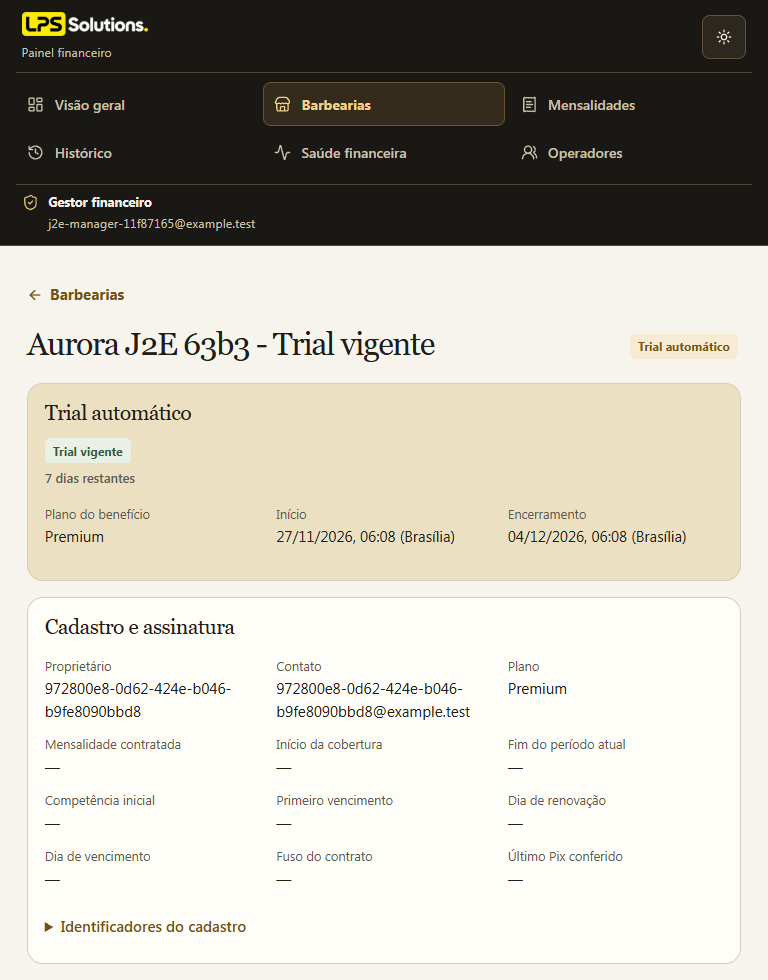 LPS Solutions.
Painel financeiro
Visão geral
Barbearias
Mensalidades
Histórico
Saúde financeira
Operadores
Gestor financeiro
j2e-manager-11f87165@example.test
← Barbearias
Aurora J2E 63b3 - Trial vigente
Trial automático
Trial automático
Trial vigente
7 dias restantes
Plano do benefício
Premium
Início
27/11/2026, 06:08 (Brasília)
Encerramento
04/12/2026, 06:08 (Brasília)
Cadastro e assinatura
Proprietário
972800e8-0d62-424e-b046-
b9fe8090bbd8
Contato
972800e8-0d62-424e-b046-
b9fe8090bbd8@example.test
Plano
Premium
Mensalidade contratada
—
Início da cobertura
—
Fim do período atual
—
Competência inicial
—
Primeiro vencimento
—
Dia de renovação
—
Dia de vencimento
—
Fuso do contrato
—
Último Pix conferido
—
Identificadores do cadastro